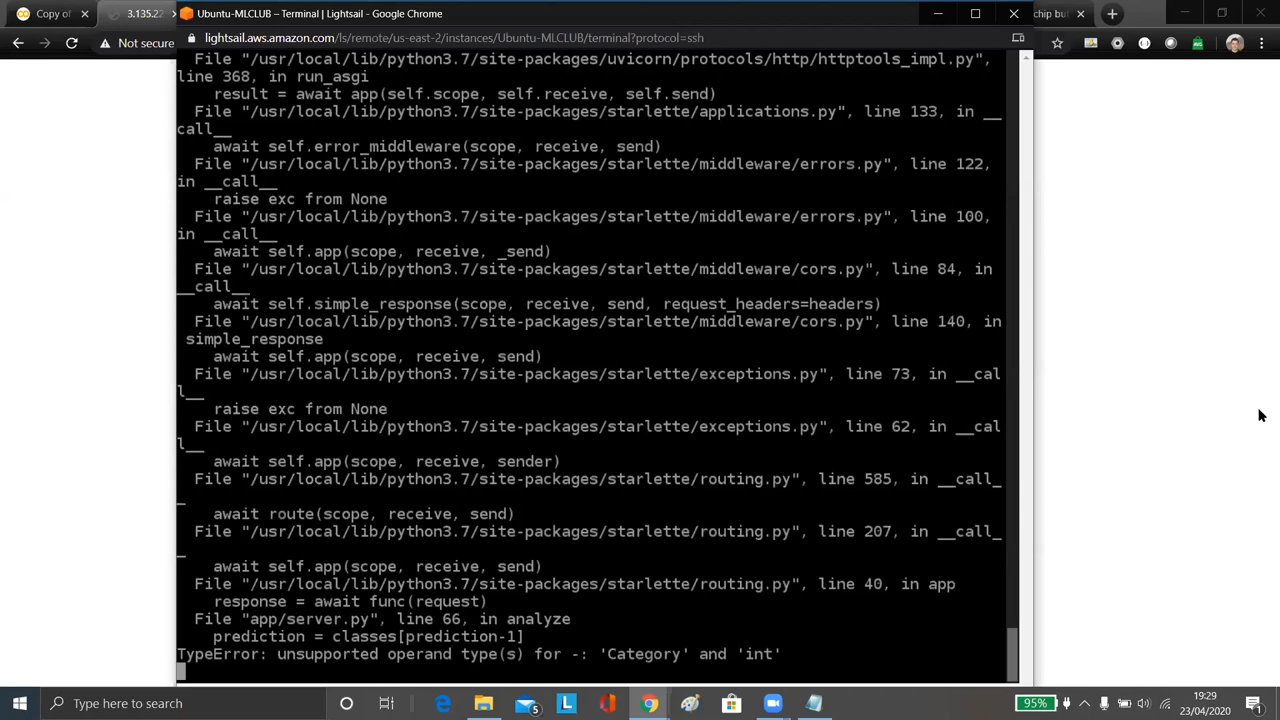 Ubuntu-MLCLUB – Terminal | Lightsail - Google Chrome
Copy of
3.135.22
chip but
Not secure
lightsail.aws.amazon.com/ls/remote/us-east-2/instances/Ubuntu-MLCLUB/terminal?protocol=ssh
File "/usr/local/lib/python3.7/site-packages/uvicorn/protocols/http/httptools_impl.py",
line 368, in run_asgi
result = await app(self.scope, self.receive, self.send)
File "/usr/local/lib/python3.7/site-packages/starlette/applications.py", line 133, in __
call__
await self.error_middleware(scope, receive, send)
File "/usr/local/lib/python3.7/site-packages/starlette/middleware/errors.py", line 122,
in __call__
raise exc from None
File "/usr/local/lib/python3.7/site-packages/starlette/middleware/errors.py", line 100,
in __call__
await self.app(scope, receive, _send)
File "/usr/local/lib/python3.7/site-packages/starlette/middleware/cors.py", line 84, in
__call__
await self.simple_response(scope, receive, send, request_headers=headers)
File "/usr/local/lib/python3.7/site-packages/starlette/middleware/cors.py", line 140, in
simple_response
await self.app(scope, receive, send)
File "/usr/local/lib/python3.7/site-packages/starlette/exceptions.py", line 73, in __cal
l__
raise exc from None
File "/usr/local/lib/python3.7/site-packages/starlette/exceptions.py", line 62, in __cal
l__
await self.app(scope, receive, sender)
File "/usr/local/lib/python3.7/site-packages/starlette/routing.py", line 585, in __call_
_
await route(scope, receive, send)
File "/usr/local/lib/python3.7/site-packages/starlette/routing.py", line 207, in __call_
_
await self.app(scope, receive, send)
File "/usr/local/lib/python3.7/site-packages/starlette/routing.py", line 40, in app
response = await func(request)
File "app/server.py", line 66, in analyze
prediction = classes[prediction-1]
TypeError: unsupported operand type(s) for -: 'Category' and 'int'
Type here to search
5
L
95%
19:29
23/04/2020
1